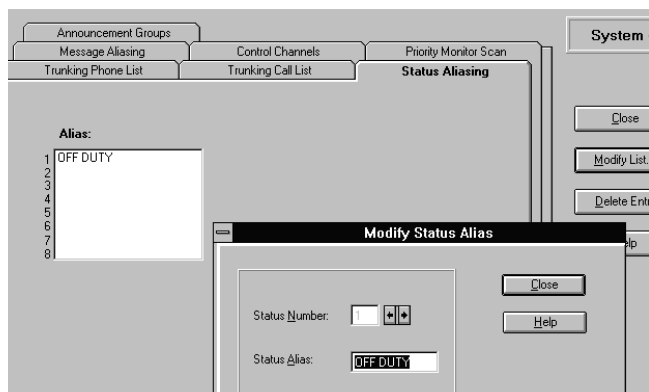 Announcement Groups
Message Aliasing
Control Channels
Priority Monitor Scan
Trunking Phone List
Trunking Call List
Status Aliasing
System
Alias:
1 OFF DUTY
2
3
4
5
6
7
8
Close
Modify List.
Delete Entr
elp
Modify Status Alias
Status Number: 1
Status Alias: OFF DUTY
Close
Help